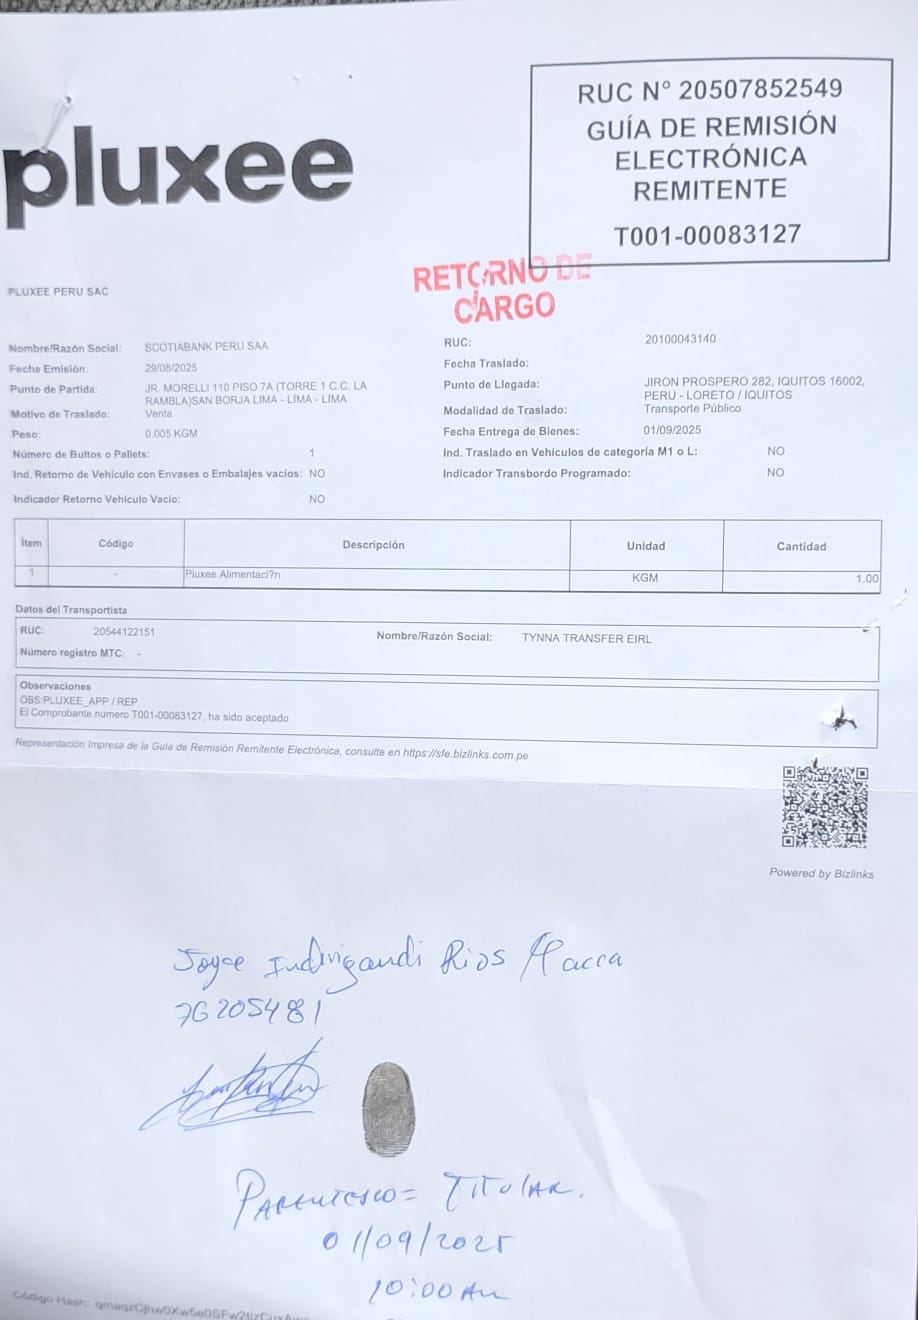 pluxee
RUC N° 20507852549
GUÍA DE REMISIÓN
ELECTRÓNICA
REMITENTE
T001-00083127
RETORNO DE
CARGO
PLUXEE PERU SAC
Nombre/Razón Social: SCOTIABANK PERU SAA
Fecha Emisión: 29/08/2025
Punto de Partida: JR. MORELLI 110 PISO 7A (TORRE 1 C.C. LA
RAMBLA)SAN BORJA LIMA - LIMA - LIMA
Motivo de Traslado: Venta
Peso: 0.005 KGM
Número de Bultos o Pallets: 1
Ind. Retorno de Vehículo con Envases o Embalajes vacíos: NO
Indicador Retorno Vehículo Vacío: NO
RUC: 20100043140
Fecha Traslado:
Punto de Llegada: JIRON PROSPERO 282, IQUITOS 16002,
PERU - LORETO / IQUITOS
Modalidad de Traslado: Transporte Público
Fecha Entrega de Bienes: 01/09/2025
Ind. Traslado en Vehículos de categoría M1 o L: NO
Indicador Transbordo Programado: NO
Ítem Código Descripción Unidad Cantidad
1 - Pluxee Alimentaci?n KGM 1.00
Datos del Transportista
RUC: 20544122151 Nombre/Razón Social: TYNNA TRANSFER EIRL
Número registro MTC: -
Observaciones
OBS:PLUXEE_APP / REP
El Comprobante numero T001-00083127, ha sido aceptado
Representación Impresa de la Guía de Remisión Remitente Electrónica, consulte en https://sfe.bizlinks.com.pe
Powered by Bizlinks
Joyce Indirigandi Rios Macca
76205481
Parentesco= Titular.
01/09/2025
10:00 Am
Código Hash: